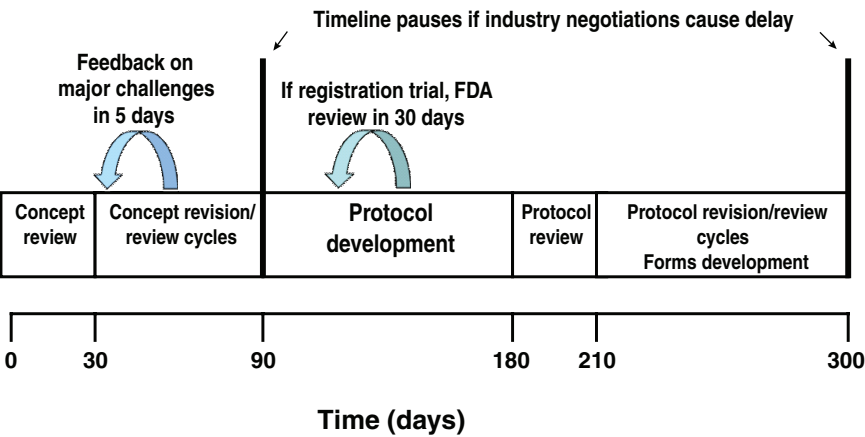 Timeline pauses if industry negotiations cause delay
Feedback on
major challenges
in 5 days
If registration trial, FDA
review in 30 days
Concept
review
Concept revision/
review cycles
Protocol
development
Protocol
review
Protocol revision/review
cycles
Forms development
0
30
90
180
210
300
Time (days)